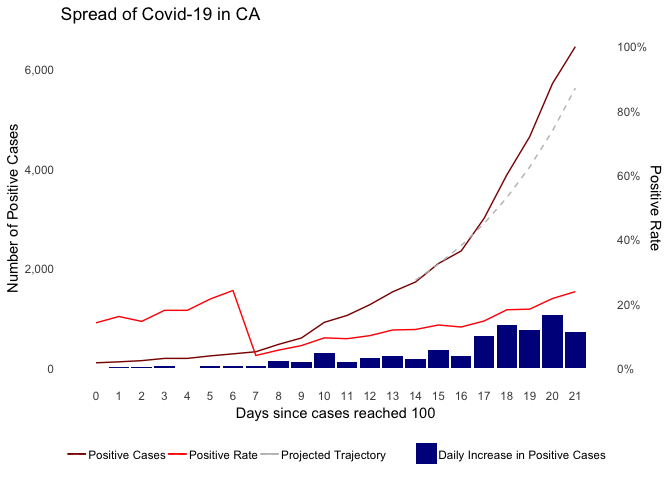 Spread of Covid-19 in CA
Number of Positive Cases
6,000
4,000
2,000
0
100%
80%
60%
40%
20%
0%
Positive Rate
0 1 2 3 4 5 6 7 8 9 10 11 12 13 14 15 16 17 18 19 20 21
Days since cases reached 100
Positive Cases Positive Rate Projected Trajectory Daily Increase in Positive Cases